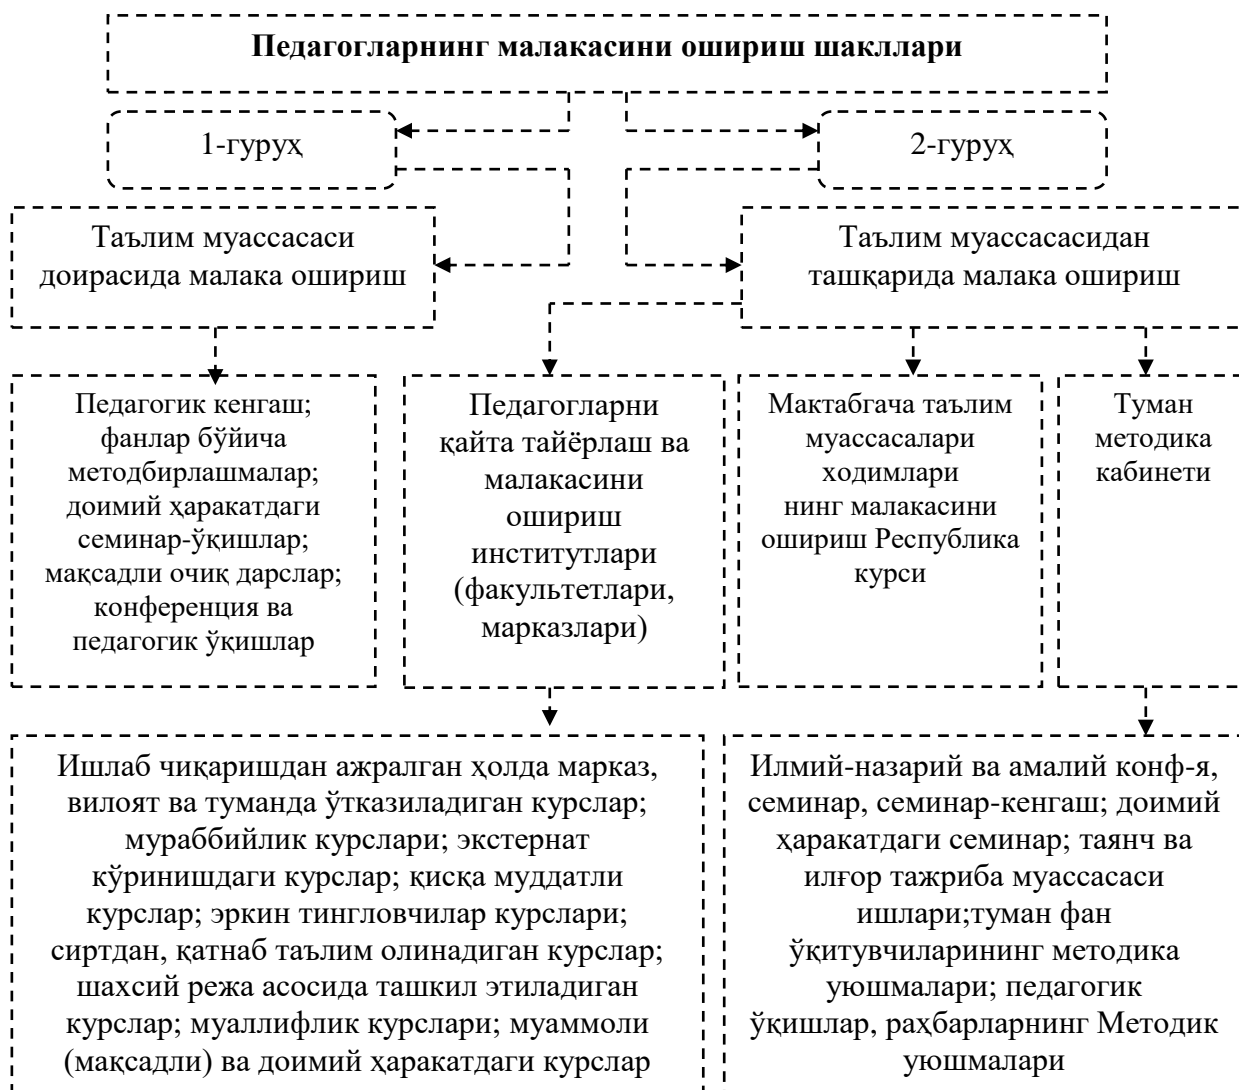 Педагогларнинг малакасини ошириш шакллари
1-гуруҳ
2-гуруҳ
Таълим муассасаси
доирасида малака ошириш
Таълим муассасасидан
ташқарида малака ошириш
Педагогик кенгаш;
фанлар бўйича
методбирлашмалар;
доимий ҳаракатдаги
семинар-ўқишлар;
мақсадли очиқ дарслар;
конференция ва
педагогик ўқишлар
Педагогларни
қайта тайёрлаш ва
малакасини
ошириш
институтлари
(факультетлари,
марказлари)
Мактабгача таълим
муассасалари
ходимлари
нинг малакасини
ошириш Республика
курси
Туман
методика
кабинети
Ишлаб чиқаришдан ажралган ҳолда марказ,
вилоят ва туманда ўтказиладиган курслар;
мураббийлик курслари; экстернат
кўринишдаги курслар; қисқа муддатли
курслар; эркин тингловчилар курслари;
сиртдан, қатнаб таълим олинадиган курслар;
шахсий режа асосида ташкил этиладиган
курслар; муаллифлик курслари; муаммоли
(мақсадли) ва доимий ҳаракатдаги курслар
Илмий-назарий ва амалий конф-я,
семинар, семинар-кенгаш; доимий
ҳаракатдаги семинар; таянч ва
илғор тажриба муассасаси
ишлари;туман фан
ўқитувчиларининг методика
уюшмалари; педагогик
ўқишлар, раҳбарларнинг Методик
уюшмалари